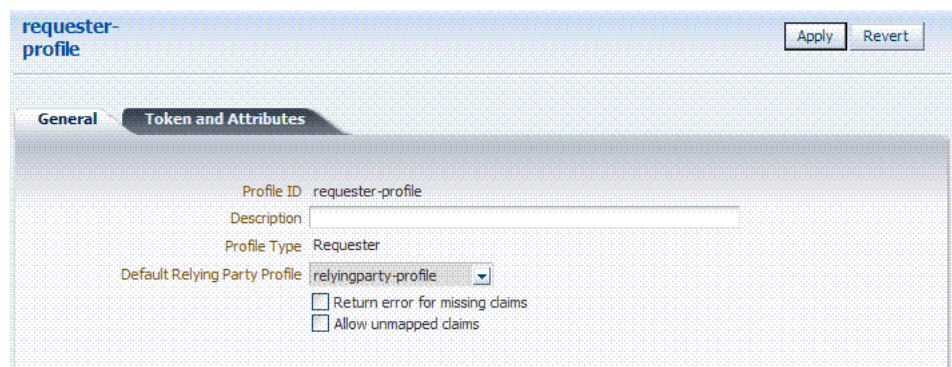 requester-
profile
Apply Revert
General Token and Attributes
Profile ID requester-profile
Description
Profile Type Requester
Default Relying Party Profile relyingparty-profile
Return error for missing claims
Allow unmapped claims